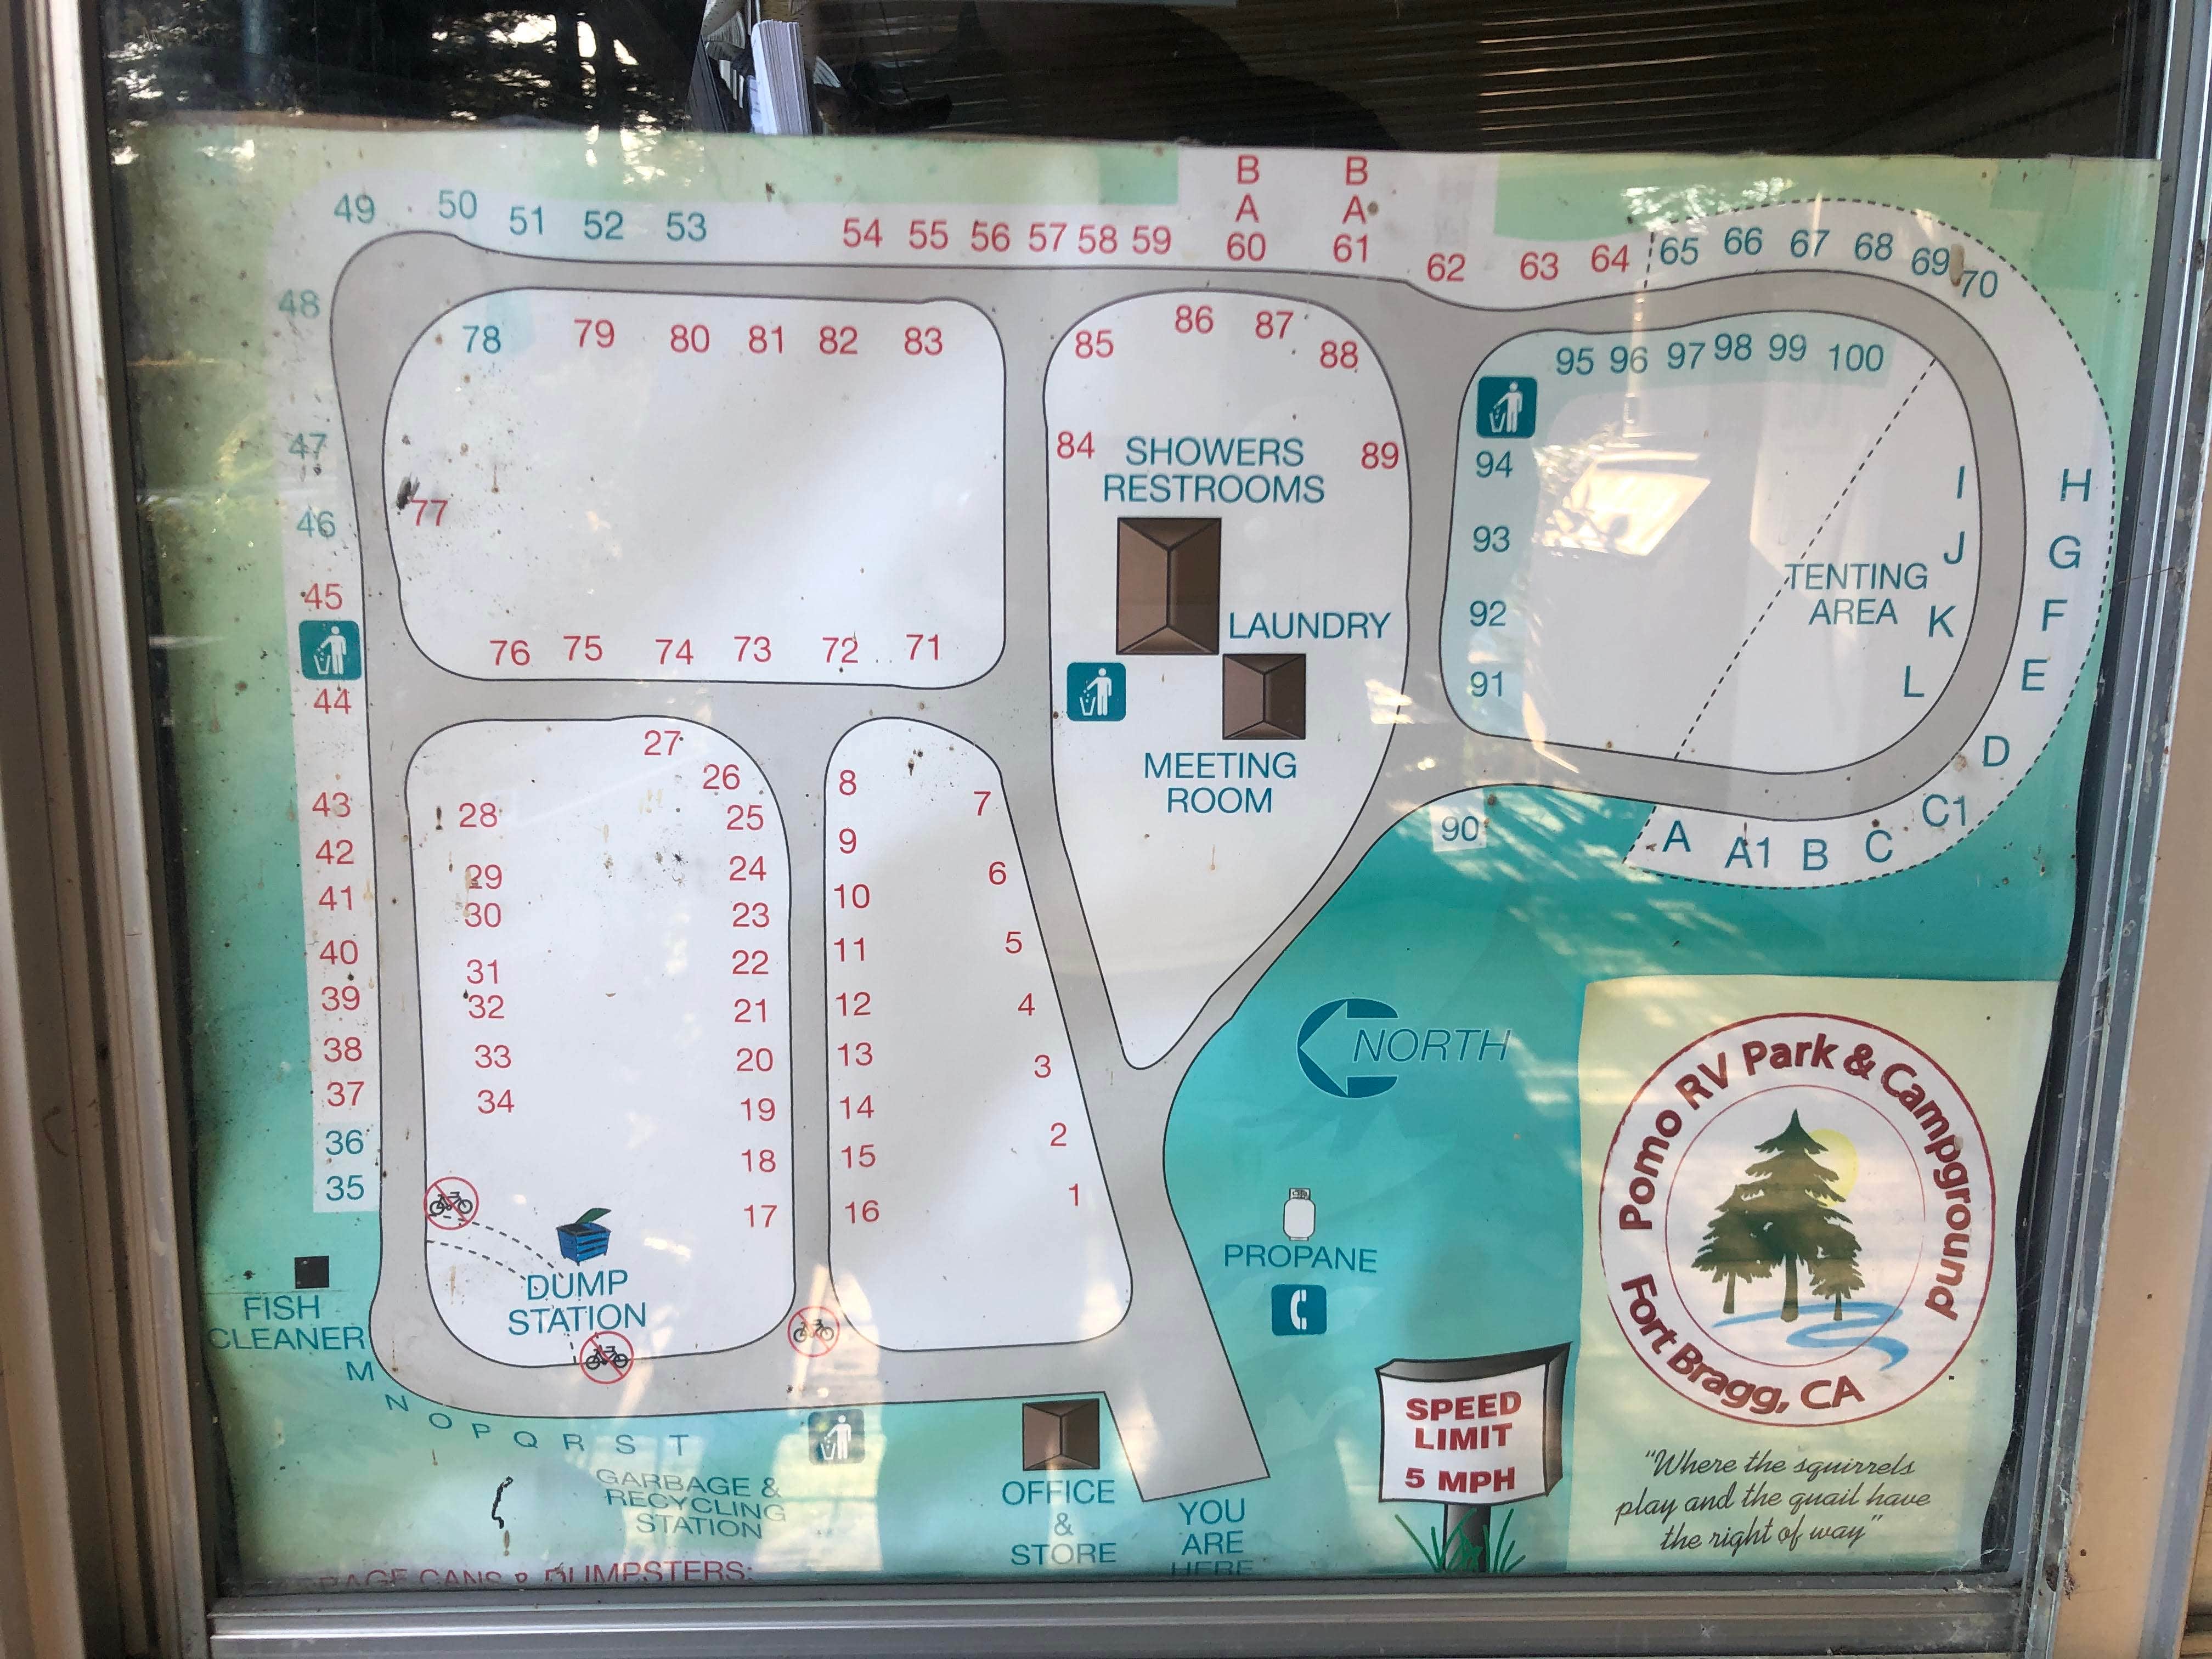 B B
A A
49 50 51 52 53 54 55 56 57 58 59 60 61 62 63 64 65 66 67 68 69 70
48
78 79 80 81 82 83
85 86 87 88
95 96 97 98 99 100
47
84 SHOWERS 89
RESTROOMS
94
I H
77
46
93
J G
45
TENTING
AREA
92
K F
LAUNDRY
76 75 74 73 72 71
91
L E
44
27
26
MEETING
ROOM
D
43
28
25
8
7
90
A A1 B C C1
42
29
24
9
6
41
30
23
10
5
40
31
22
11
39
32
21
12
4
38
33
20
13
3
NORTH
37
34
19
14
2
36
18
15
35
17
16
1
PROPANE
DUMP
STATION
FISH
CLEANER
M N O P Q R S T
GARBAGE &
RECYCLING
STATION
OFFICE
&
STORE
YOU
ARE
HERE
SPEED
LIMIT
5 MPH
Pomo RV Park & Campground
Fort Bragg, CA
"Where the squirrels
play and the quail have
the right of way"
CANS & DUMPSTERS: